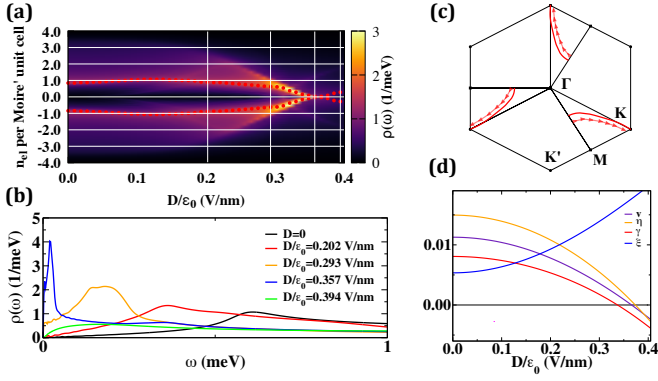 (a)
n_el per Moire' unit cell
4.0
3.0
2.0
1.0
0.0
-1.0
-2.0
-3.0
-4.0
0.0 0.1 0.2 0.3 0.4
D/ε₀ (V/nm)
3
2
1
0
ρ(ω) (1/meV)
(b)
ρ(ω) (1/meV)
5
4
3
2
1
0
D=0
D/ε₀=0.202 V/nm
D/ε₀=0.293 V/nm
D/ε₀=0.357 V/nm
D/ε₀=0.394 V/nm
0 1
ω (meV)
(c)
Γ
K
K'
M
(d)
0.01
0.00
v
η
γ
ξ
0.0 0.1 0.2 0.3 0.4
D/ε₀ (V/nm)